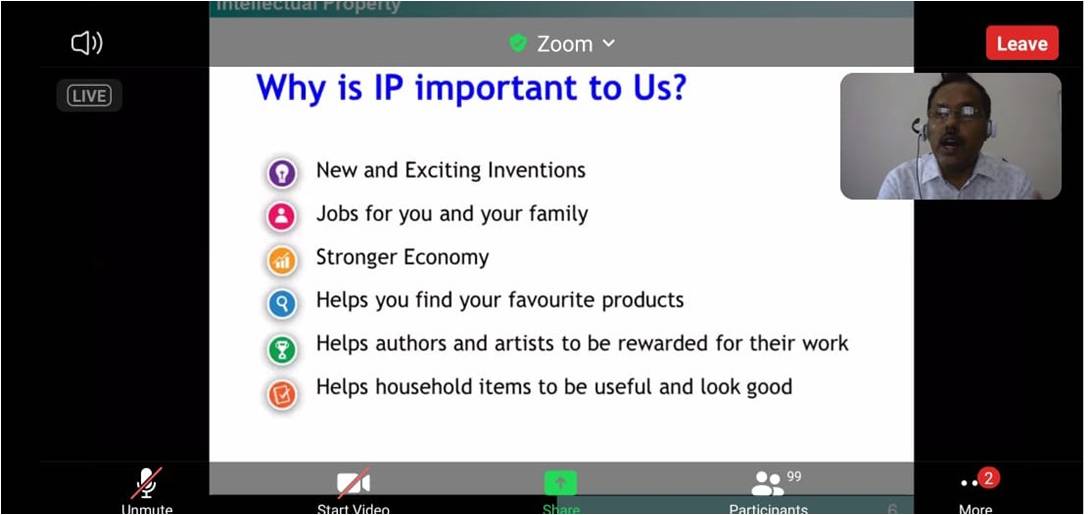 Intellectual Property
Zoom
Leave
LIVE
Why is IP important to Us?
New and Exciting Inventions
Jobs for you and your family
Stronger Economy
Helps you find your favourite products
Helps authors and artists to be rewarded for their work
Helps household items to be useful and look good
99
2
Unmute
Start Video
Share
Participants
6
More